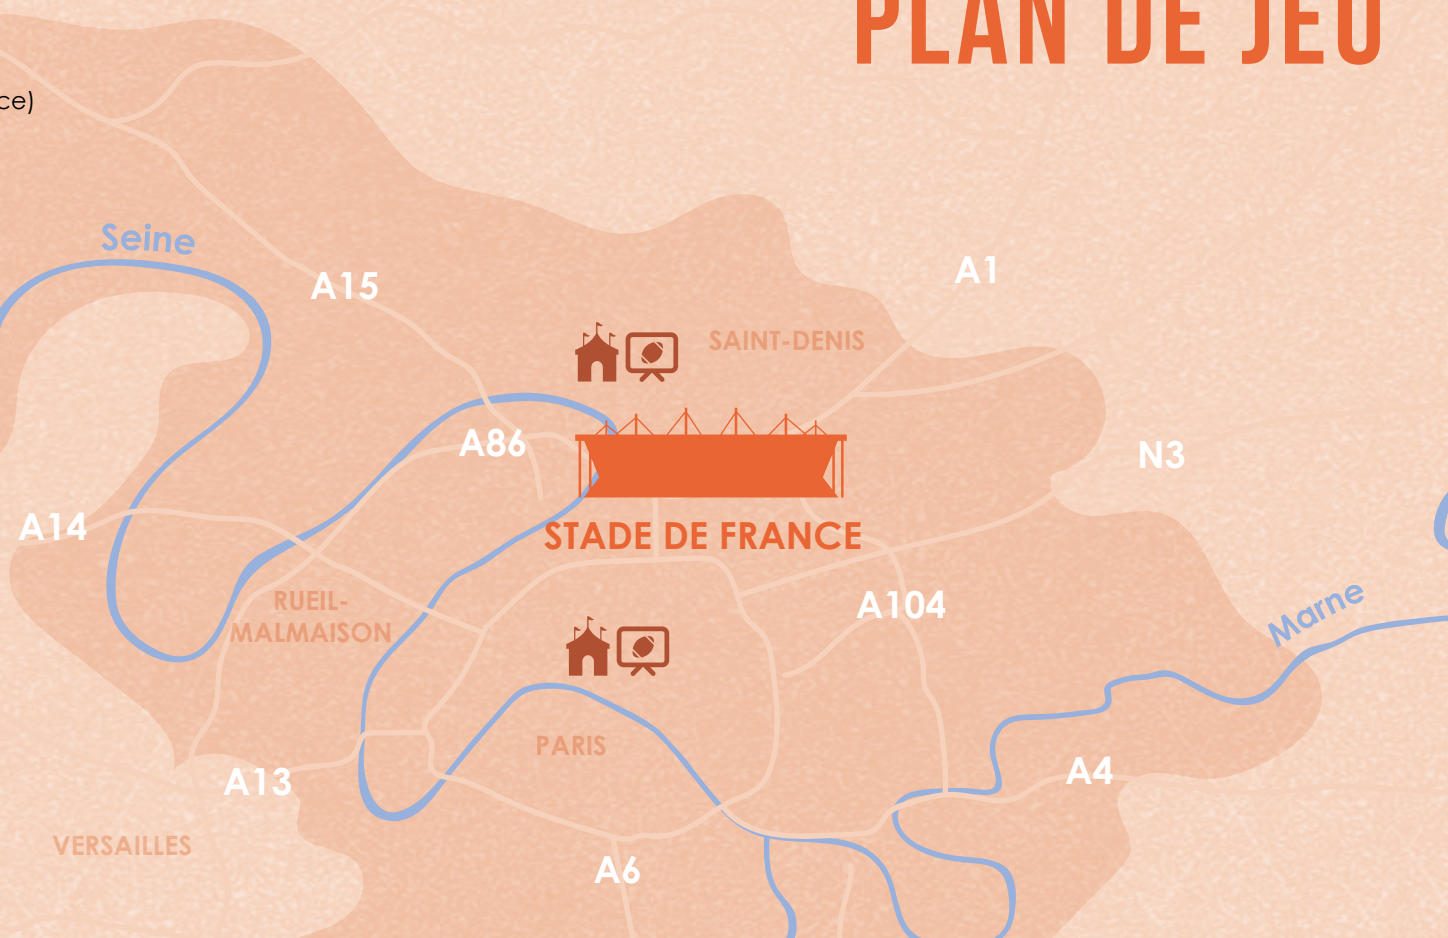 PLAN DE JEU
ce)
Seine
A15
A1
SAINT-DENIS
A86
N3
A14
STADE DE FRANCE
RUEIL-
MALMAISON
A104
Marne
PARIS
A13
A4
VERSAILLES
A6